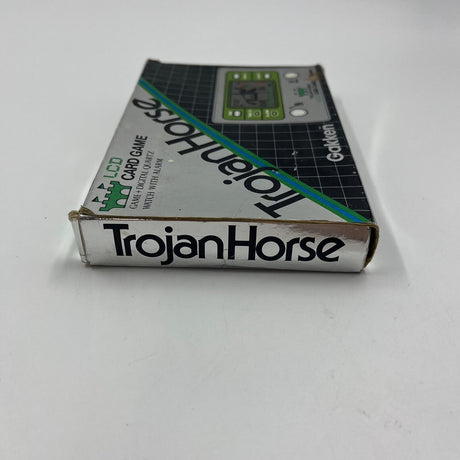 LCD
CARD GAME
GAME+DIGITAL QUARTZ
WATCH WITH ALARM
TrojanHorse
Gakken
TrojanHorse